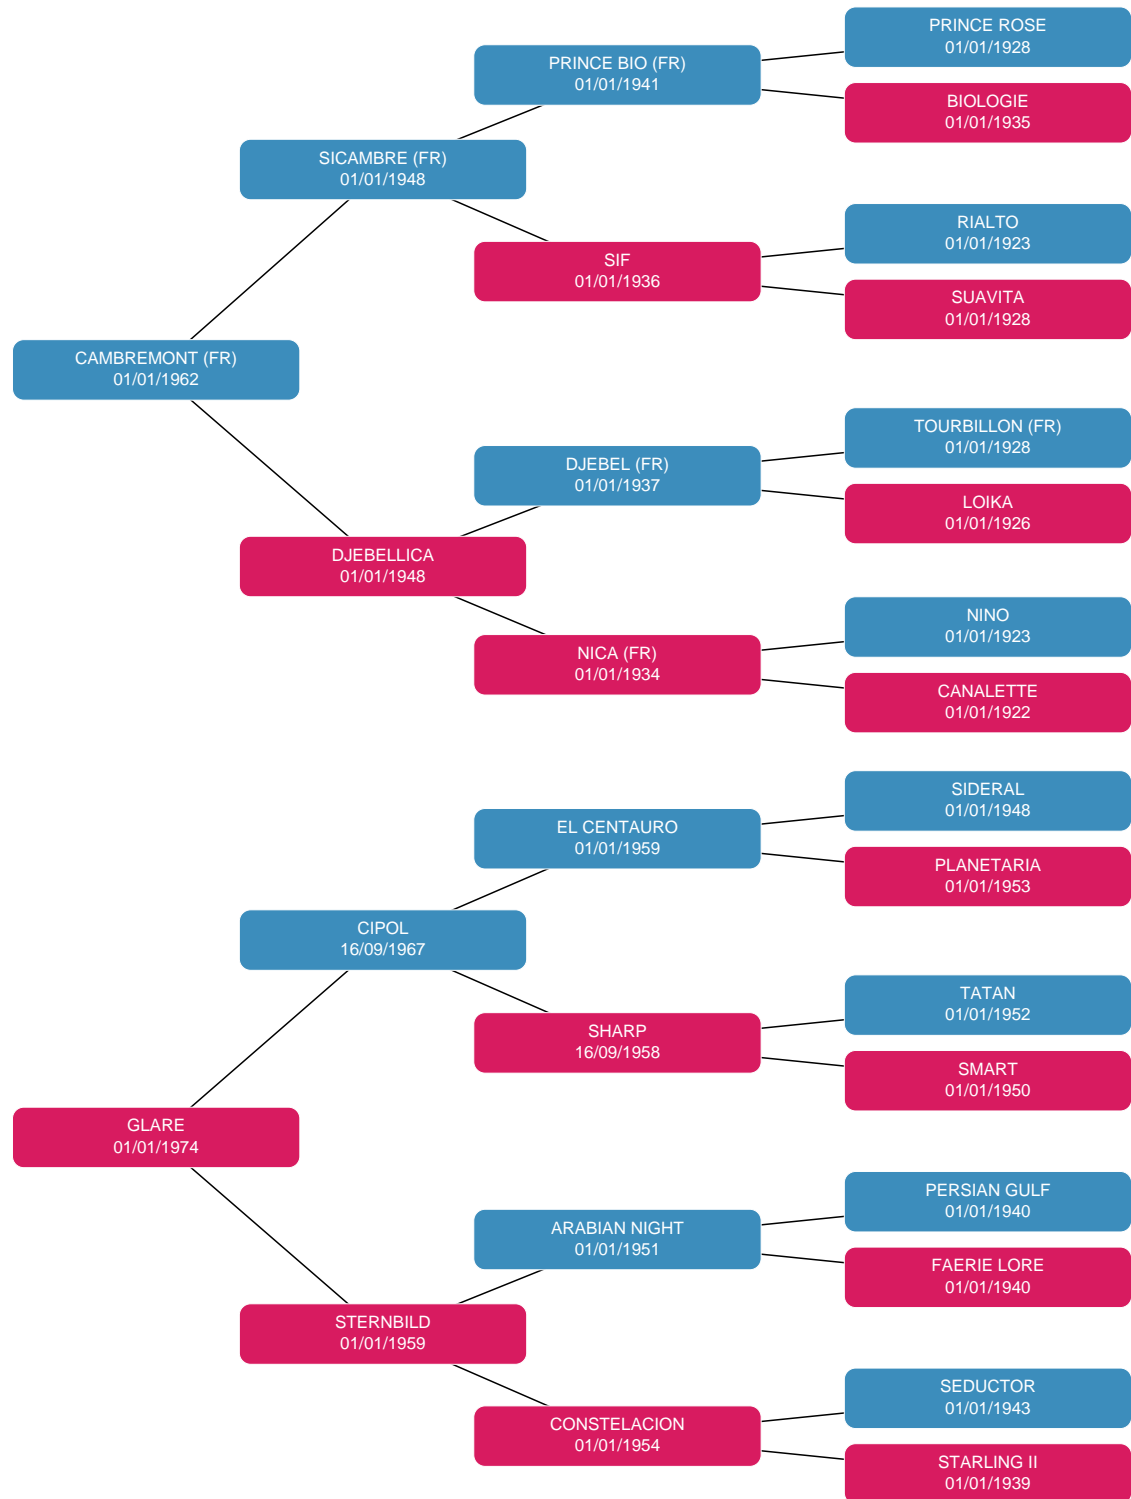 PRINCE ROSE
01/01/1928
PRINCE BIO (FR)
01/01/1941
BIOLOGIE
01/01/1935
SICAMBRE (FR)
01/01/1948
RIALTO
01/01/1923
SIF
01/01/1936
SUAVITA
01/01/1928
CAMBREMONT (FR)
01/01/1962
TOURBILLON (FR)
01/01/1928
DJEBEL (FR)
01/01/1937
LOIKA
01/01/1926
DJEBELLICA
01/01/1948
NINO
01/01/1923
NICA (FR)
01/01/1934
CANALETTE
01/01/1922
SIDERAL
01/01/1948
EL CENTAURO
01/01/1959
PLANETARIA
01/01/1953
CIPOL
16/09/1967
TATAN
01/01/1952
SHARP
16/09/1958
SMART
01/01/1950
GLARE
01/01/1974
PERSIAN GULF
01/01/1940
ARABIAN NIGHT
01/01/1951
FAERIE LORE
01/01/1940
STERNBILD
01/01/1959
SEDUCTOR
01/01/1943
CONSTELACION
01/01/1954
STARLING II
01/01/1939